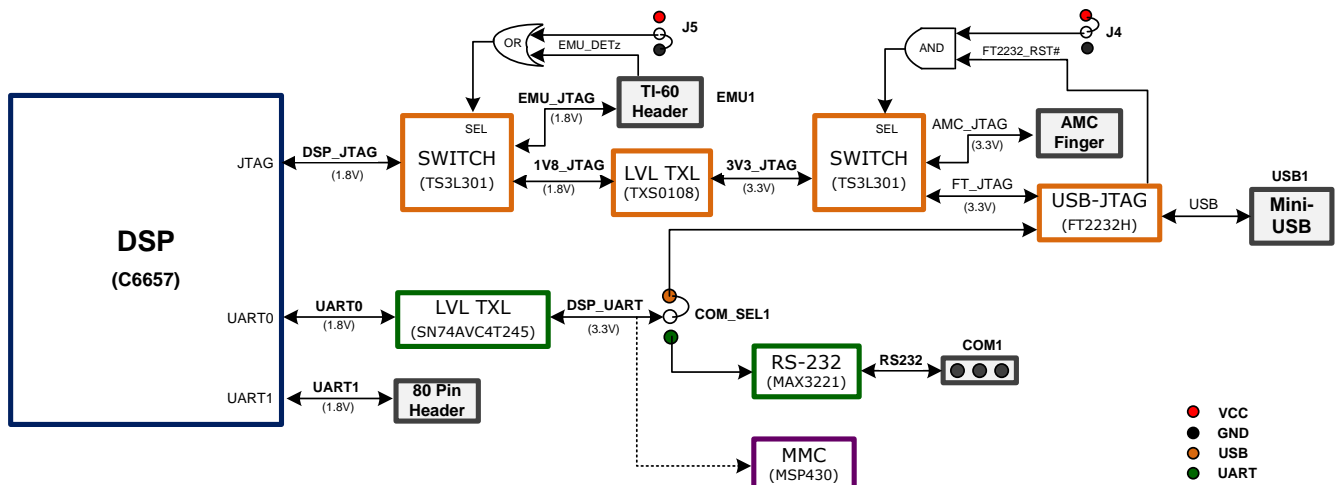 J5
J4
OR
EMU_DETz
AND
FT2232_RST#
SEL
EMU_JTAG
(1.8V)
TI-60
Header
EMU1
SEL
AMC_JTAG
(3.3V)
AMC
Finger
JTAG
DSP_JTAG
(1.8V)
SWITCH
(TS3L301)
1V8_JTAG
(1.8V)
LVL TXL
(TXS0108)
3V3_JTAG
(3.3V)
SWITCH
(TS3L301)
FT_JTAG
(3.3V)
USB-JTAG
(FT2232H)
USB
USB1
Mini-
USB
DSP
(C6657)
UART0
UART0
(1.8V)
LVL TXL
(SN74AVC4T245)
DSP_UART
(3.3V)
COM_SEL1
RS-232
(MAX3221)
RS232
COM1
UART1
UART1
(1.8V)
80 Pin
Header
MMC
(MSP430)
VCC
GND
USB
UART